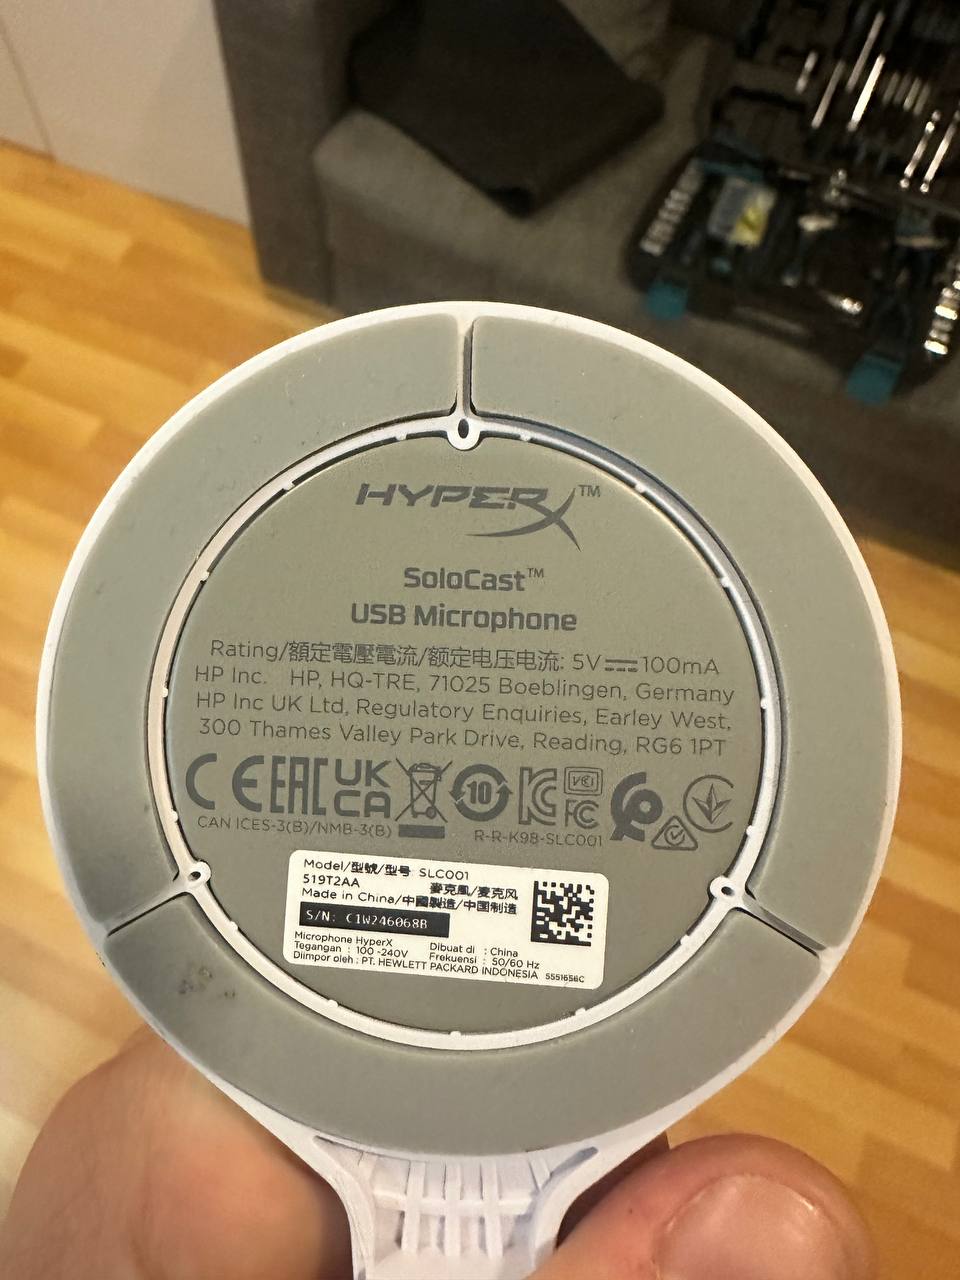 HYPERX™
SoloCast™
USB Microphone
Rating/額定電壓電流/额定电压电流: 5V⎓100mA
HP Inc. HP, HQ-TRE, 71025 Boeblingen, Germany
HP Inc UK Ltd, Regulatory Enquiries, Earley West,
300 Thames Valley Park Drive, Reading, RG6 1PT
CE EAC UK CA 10 KC VCI FC
CAN ICES-3(B)/NMB-3(B)
R-R-K98-SLC001
Model/型號/型号 SLC001
519T2AA 麥克風/麦克风
Made in China/中國製造/中国制造
S/N: C1W246068B
Microphone HyperX Dibuat di : China
Tegangan : 100 -240V Frekuensi : 50/60 Hz
Diimpor oleh : PT. HEWLETT PACKARD INDONESIA 5551656C